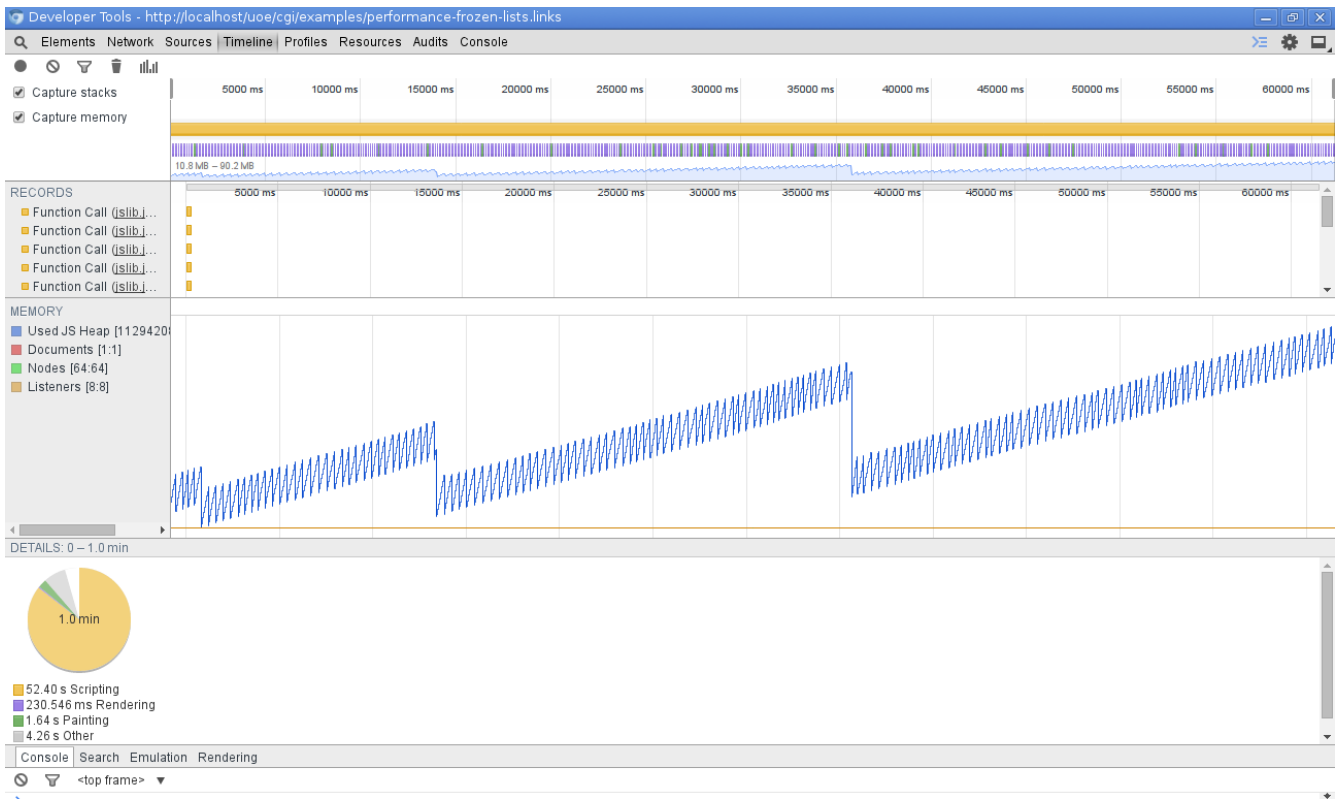 Developer Tools - http://localhost/uoe/cgi/examples/performance-frozen-lists.links
Elements Network Sources Timeline Profiles Resources Audits Console
Capture stacks
Capture memory
5000 ms 10000 ms 15000 ms 20000 ms 25000 ms 30000 ms 35000 ms 40000 ms 45000 ms 50000 ms 55000 ms 60000 ms
10.8 MB – 90.2 MB
RECORDS
5000 ms 10000 ms 15000 ms 20000 ms 25000 ms 30000 ms 35000 ms 40000 ms 45000 ms 50000 ms 55000 ms 60000 ms
Function Call (jslib.j...
Function Call (jslib.j...
Function Call (jslib.j...
Function Call (jslib.j...
Function Call (jslib.j...
MEMORY
Used JS Heap [11294208
Documents [1:1]
Nodes [64:64]
Listeners [8:8]
DETAILS: 0 – 1.0 min
1.0 min
52.40 s Scripting
230.546 ms Rendering
1.64 s Painting
4.26 s Other
Console Search Emulation Rendering
<top frame> ▼